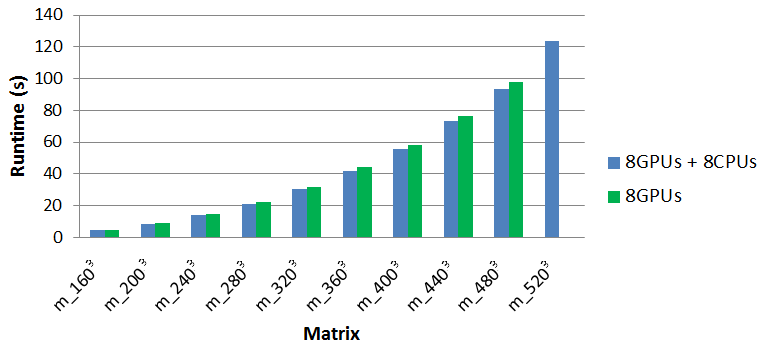 140
120
100
80
60
40
20
0
Runtime (s)
m_160³
m_200³
m_240³
m_280³
m_320³
m_360³
m_400³
m_440³
m_480³
m_520³
Matrix
8GPUs + 8CPUs
8GPUs